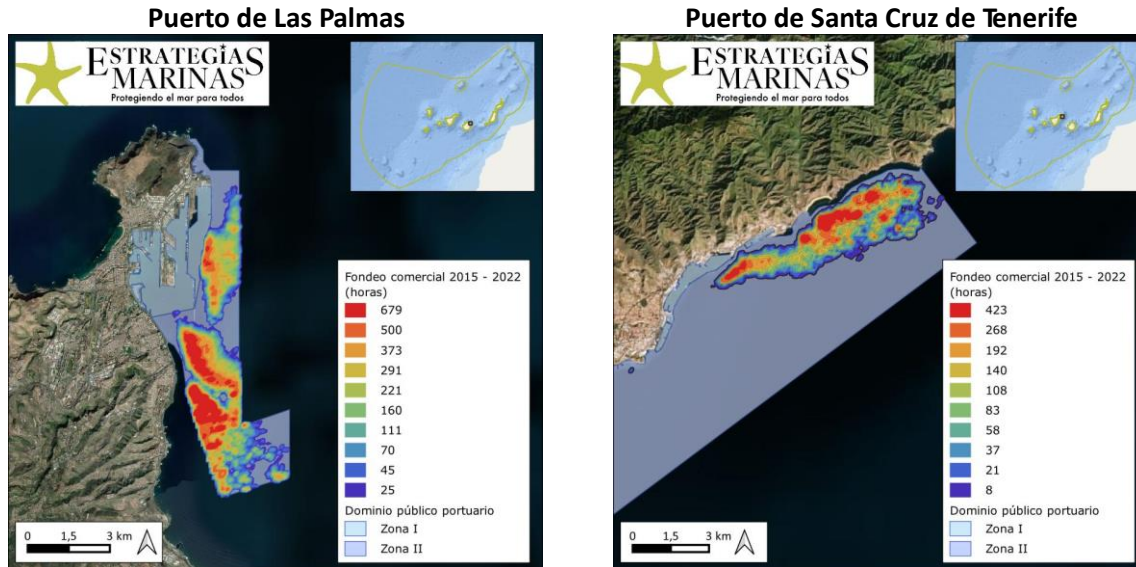 Puerto de Las Palmas
ESTRATEGIAS
MARINAS
Protegiendo el mar para todos
Fondeo comercial 2015 - 2022
(horas)
679
500
373
291
221
160
111
70
45
25
Dominio público portuario
Zona I
Zona II
0 1,5 3 km
Puerto de Santa Cruz de Tenerife
ESTRATEGIAS
MARINAS
Protegiendo el mar para todos
Fondeo comercial 2015 - 2022
(horas)
423
268
192
140
108
83
58
37
21
8
Dominio público portuario
Zona I
Zona II
0 1,5 3 km